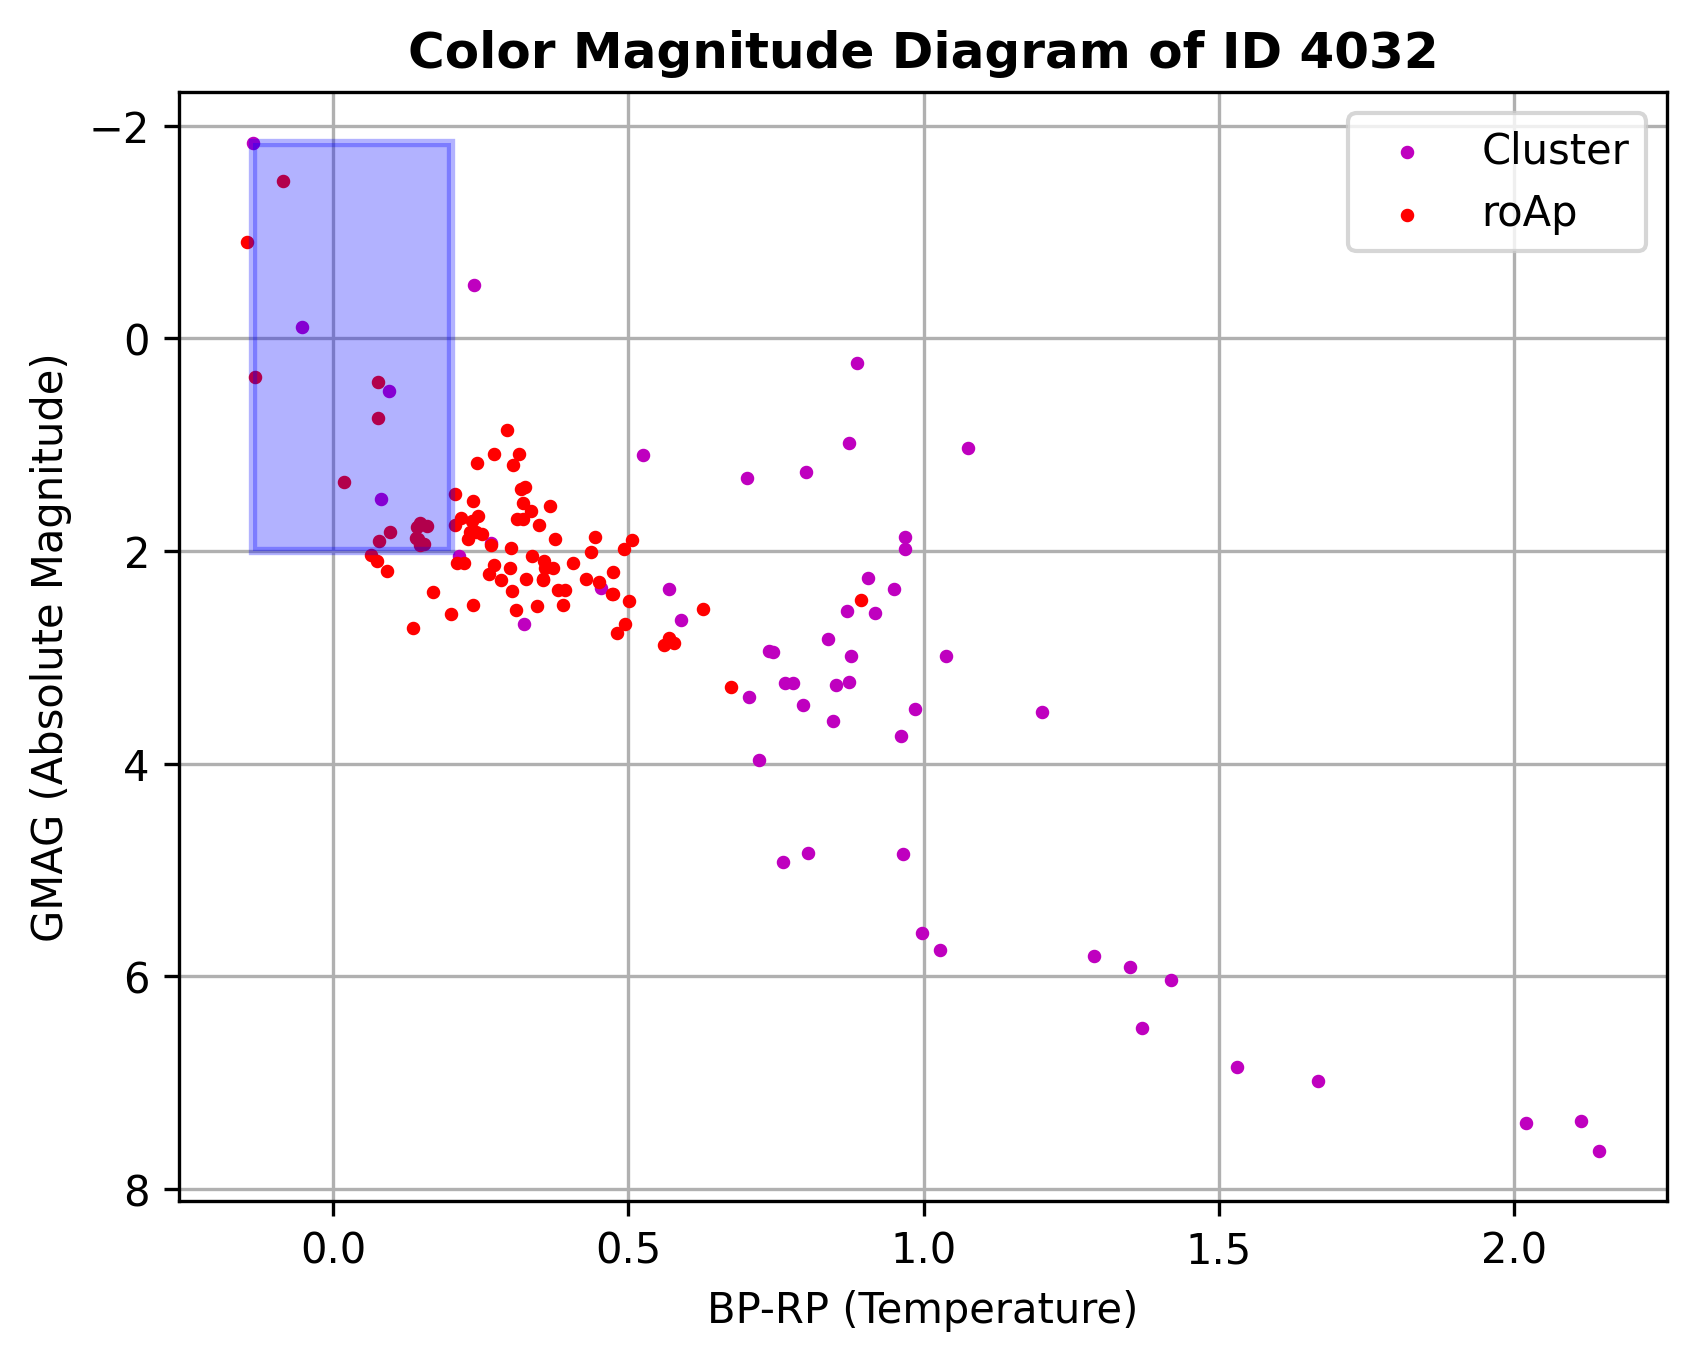 Color Magnitude Diagram of ID 4032
Cluster
roAp
−2
0
2
4
6
8
GMAG (Absolute Magnitude)
0.0 0.5 1.0 1.5 2.0
BP-RP (Temperature)